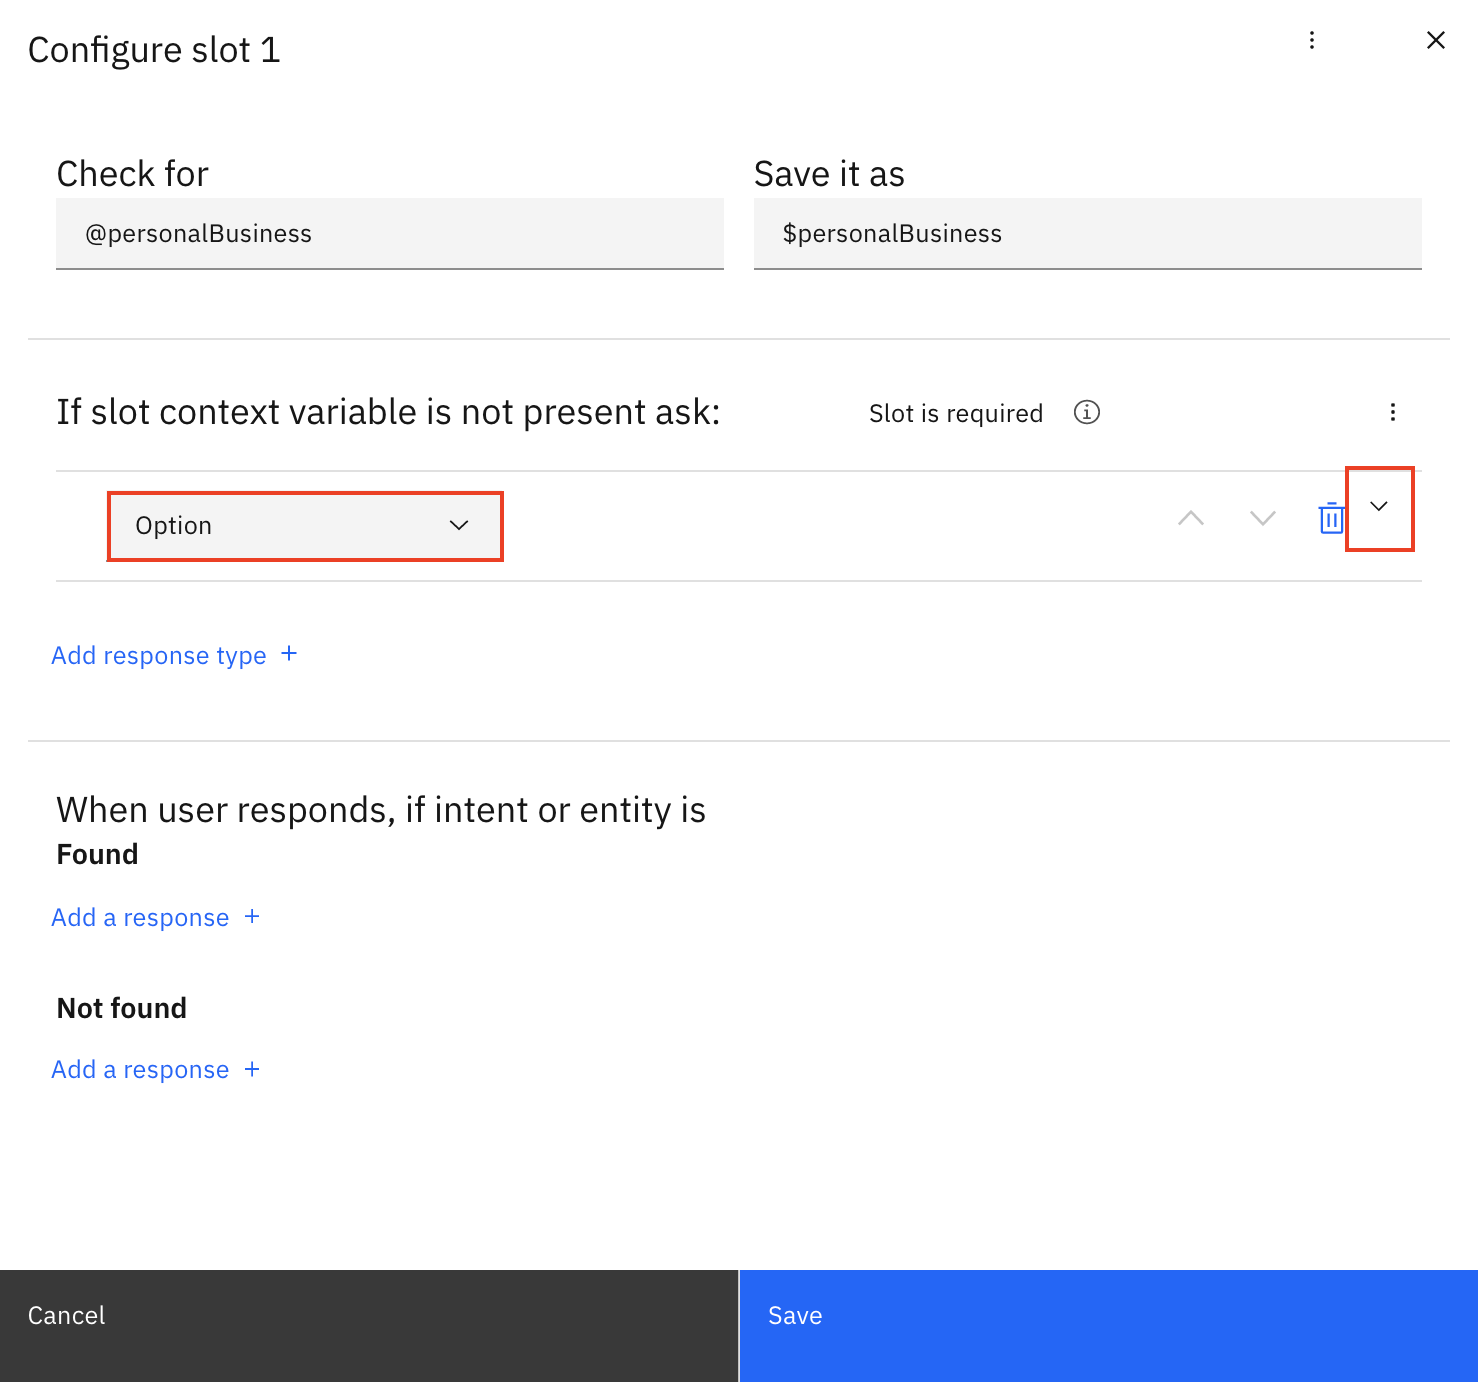 Configure slot 1
Check for
Save it as
@personalBusiness
$personalBusiness
If slot context variable is not present ask:
Slot is required
Option
Add response type +
When user responds, if intent or entity is
Found
Add a response +
Not found
Add a response +
Cancel
Save